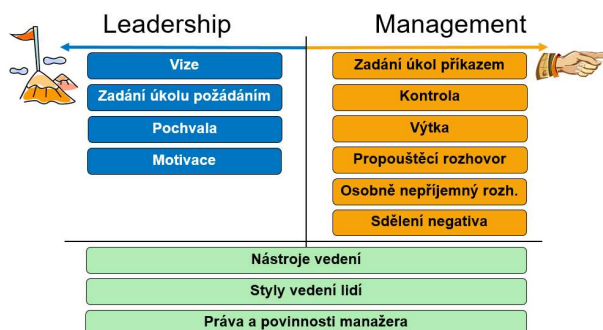 Leadership
Management
Vize
Zadání úkolu požádáním
Pochvala
Motivace
Zadání úkol příkazem
Kontrola
Výtka
Propouštěcí rozhovor
Osobně nepříjemný rozh.
Sdělení negativa
Nástroje vedení
Styly vedení lidí
Práva a povinnosti manažera